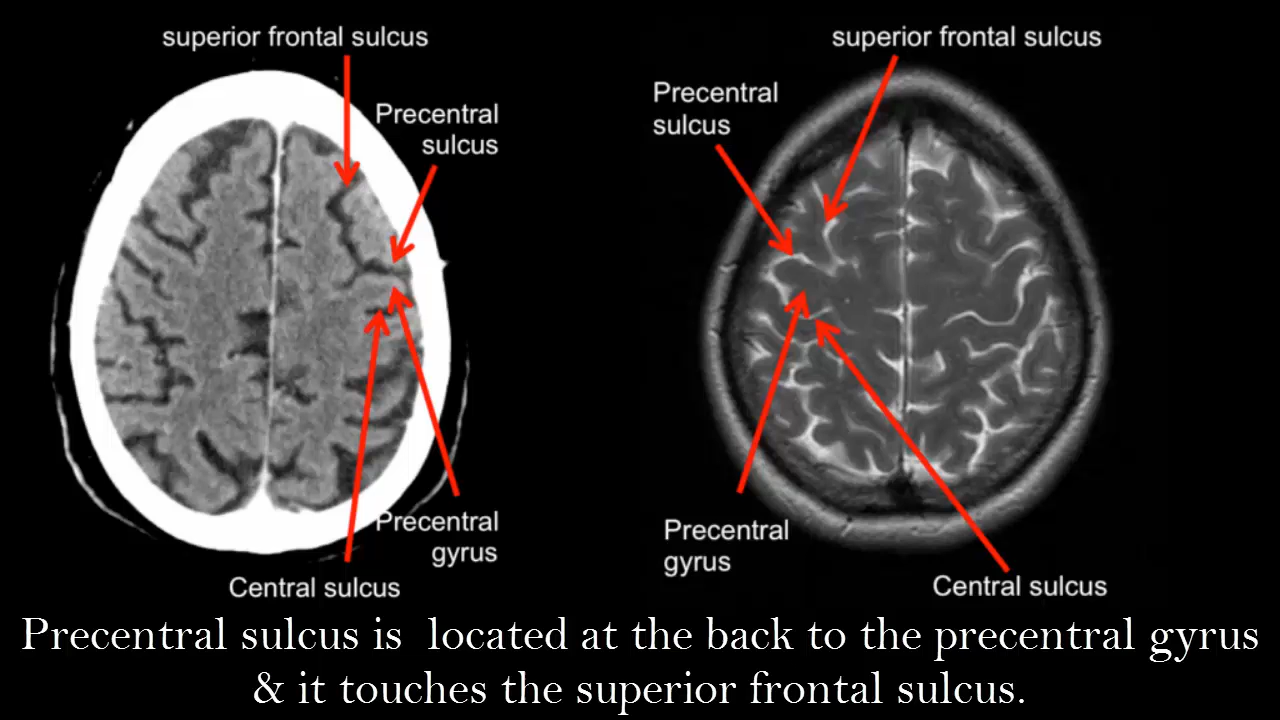 superior frontal sulcus
Precentral
sulcus
Precentral
gyrus
Central sulcus
superior frontal sulcus
Precentral
sulcus
Precentral
gyrus
Central sulcus
Precentral sulcus is  located at the back to the precentral gyrus
& it touches the superior frontal sulcus.